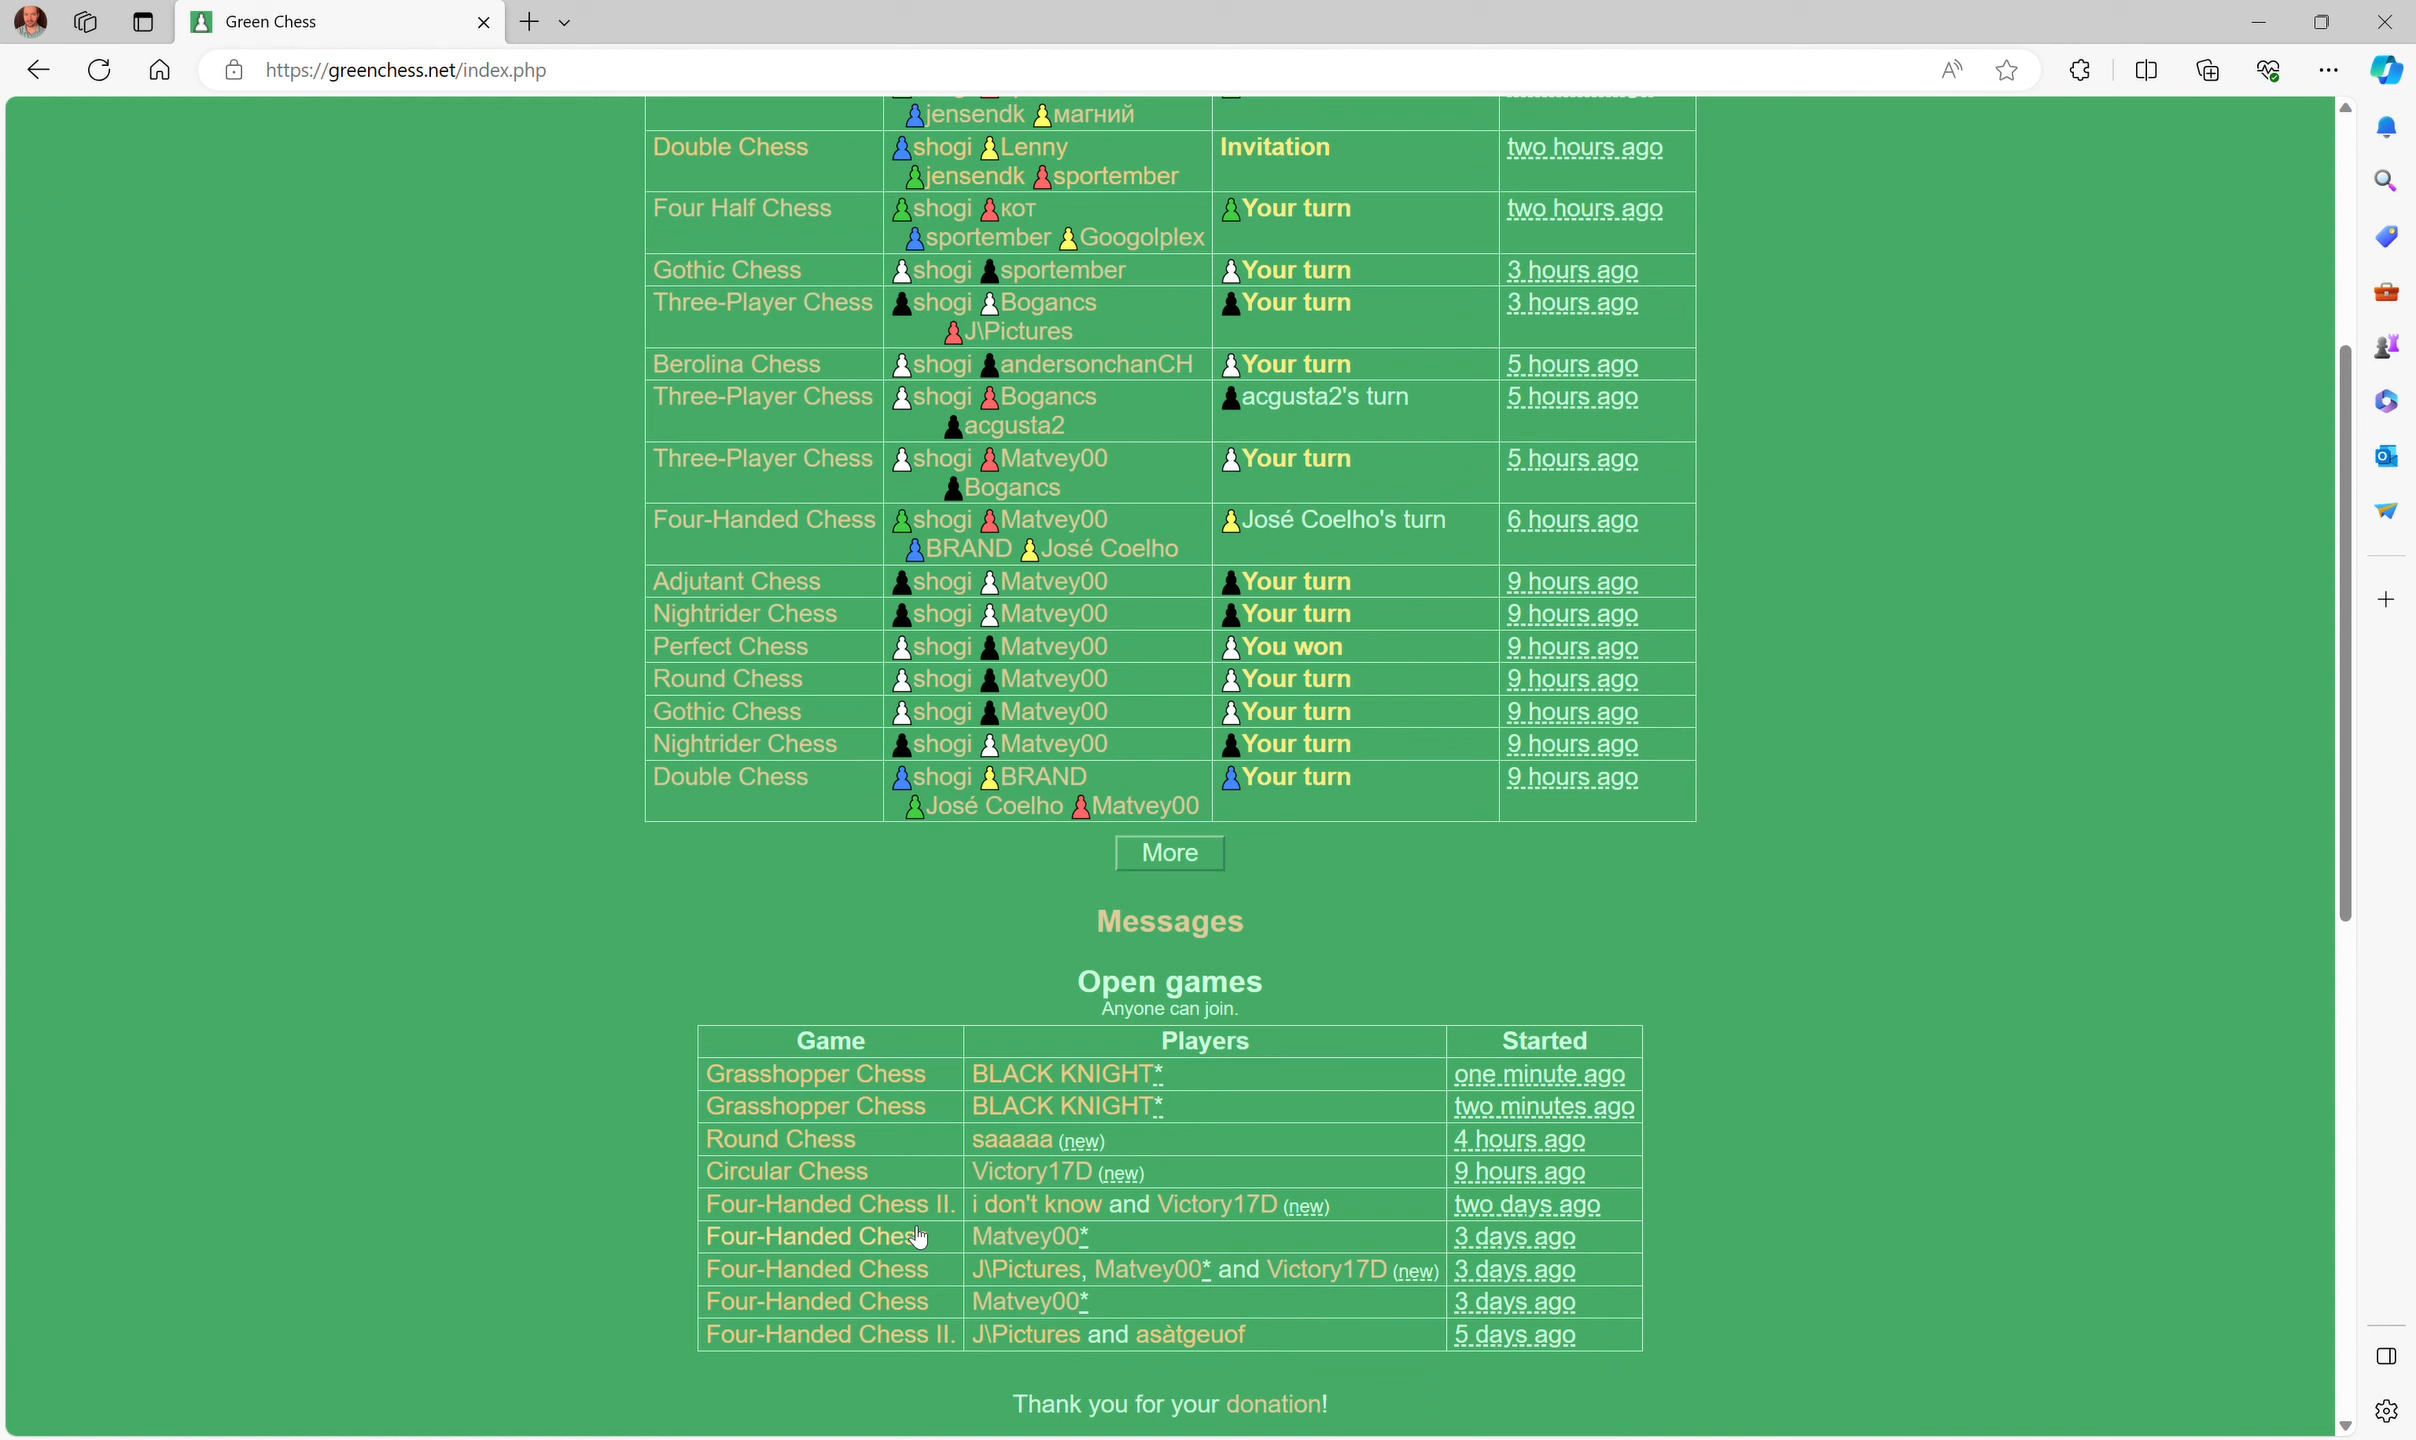 Green Chess
https://greenchess.net/index.php
jensendk магний
Double Chess shogi Lenny Invitation two hours ago
jensendk sportember
Four Half Chess shogi кот Your turn two hours ago
sportember Googolplex
Gothic Chess shogi sportember Your turn 3 hours ago
Three-Player Chess shogi Bogancs Your turn 3 hours ago
J\Pictures
Berolina Chess shogi andersonchanCH Your turn 5 hours ago
Three-Player Chess shogi Bogancs acgusta2's turn 5 hours ago
acgusta2
Three-Player Chess shogi Matvey00 Your turn 5 hours ago
Bogancs
Four-Handed Chess shogi Matvey00 José Coelho's turn 6 hours ago
BRAND José Coelho
Adjutant Chess shogi Matvey00 Your turn 9 hours ago
Nightrider Chess shogi Matvey00 Your turn 9 hours ago
Perfect Chess shogi Matvey00 You won 9 hours ago
Round Chess shogi Matvey00 Your turn 9 hours ago
Gothic Chess shogi Matvey00 Your turn 9 hours ago
Nightrider Chess shogi Matvey00 Your turn 9 hours ago
Double Chess shogi BRAND Your turn 9 hours ago
José Coelho Matvey00
More
Messages
Open games
Anyone can join.
Game Players Started
Grasshopper Chess BLACK KNIGHT* one minute ago
Grasshopper Chess BLACK KNIGHT* two minutes ago
Round Chess saaaaa (new) 4 hours ago
Circular Chess Victory17D (new) 9 hours ago
Four-Handed Chess II. i don't know and Victory17D (new) two days ago
Four-Handed Chess Matvey00* 3 days ago
Four-Handed Chess J\Pictures, Matvey00* and Victory17D (new) 3 days ago
Four-Handed Chess Matvey00* 3 days ago
Four-Handed Chess II. J\Pictures and asàtgeuof 5 days ago
Thank you for your donation!